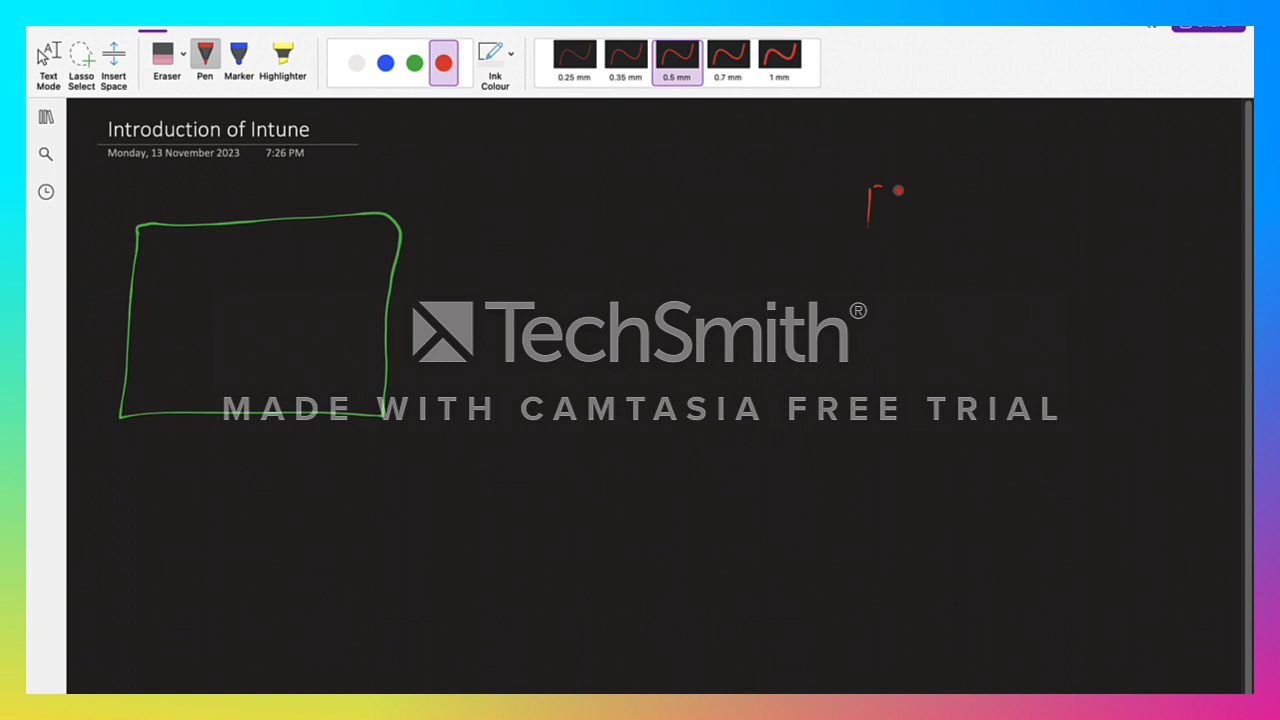 Text Mode
Lasso Select
Insert Space
Eraser
Pen
Marker
Highlighter
Ink Colour
0.25 mm
0.35 mm
0.5 mm
0.7 mm
1 mm
Introduction of Intune
Monday, 13 November 2023 7:26 PM
TechSmith®
MADE WITH CAMTASIA FREE TRIAL